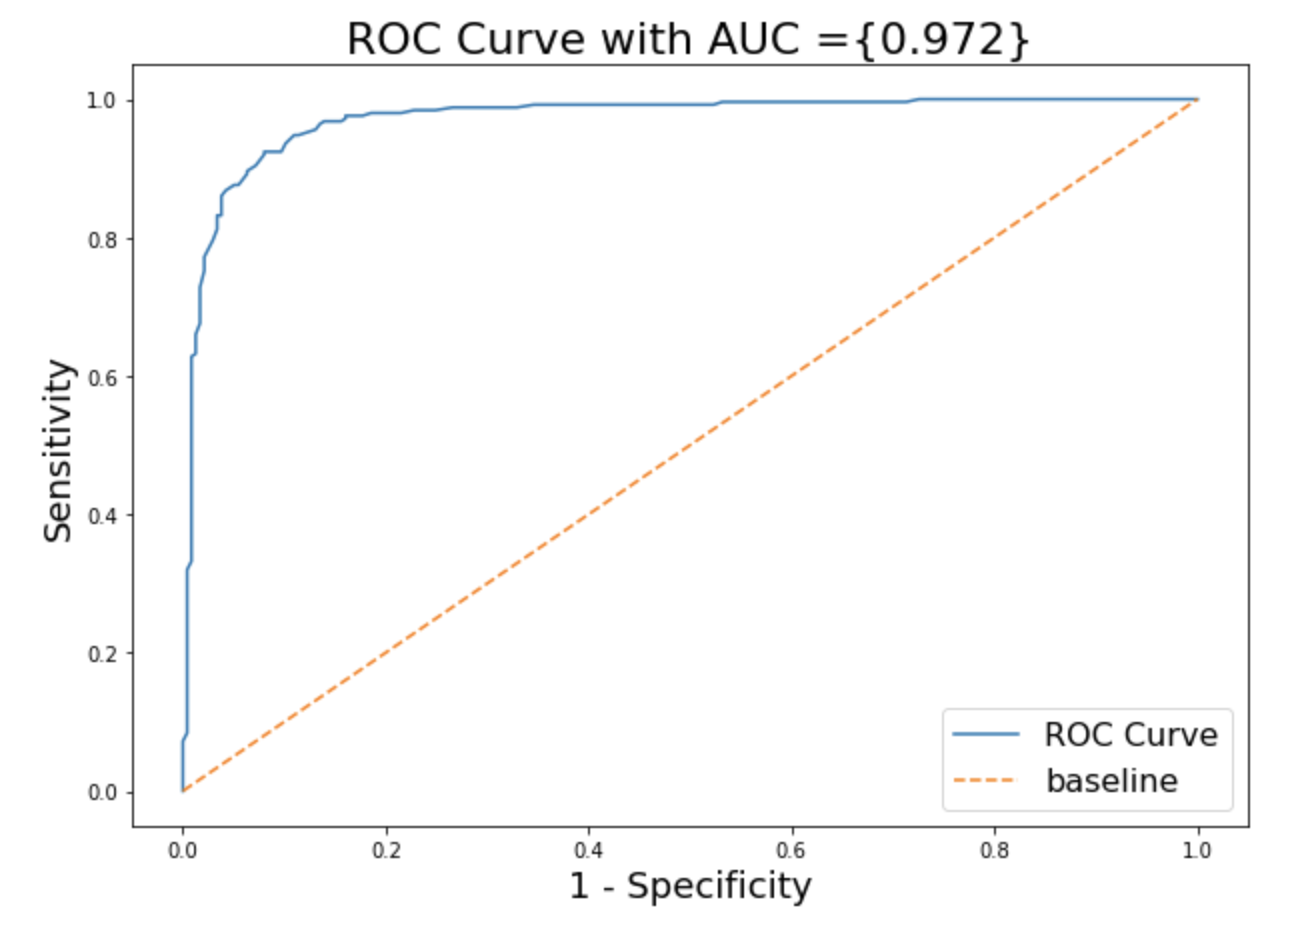 ROC Curve with AUC ={0.972}
1.0
0.8
0.6
0.4
0.2
0.0
Sensitivity
ROC Curve
baseline
0.0 0.2 0.4 0.6 0.8 1.0
1 - Specificity